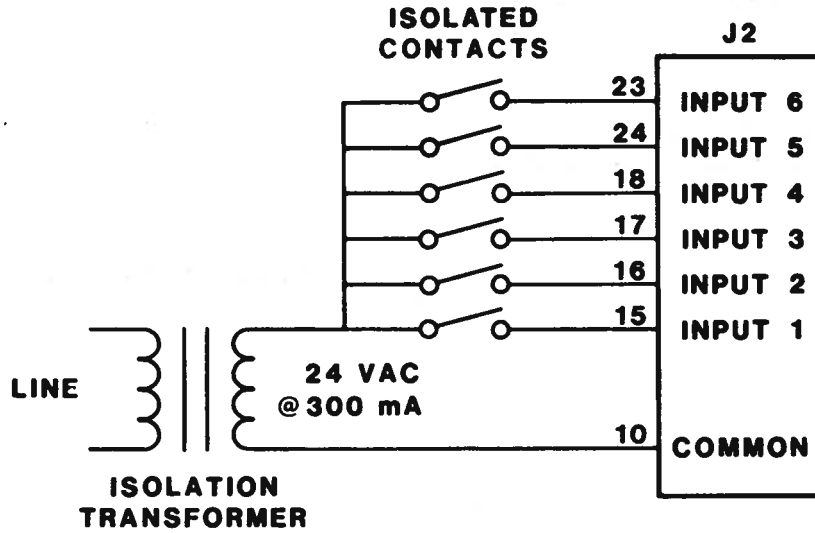 ISOLATED
CONTACTS
J2
23 INPUT 6
24 INPUT 5
18 INPUT 4
17 INPUT 3
16 INPUT 2
15 INPUT 1
LINE
24 VAC
@ 300 mA
10 COMMON
ISOLATION
TRANSFORMER